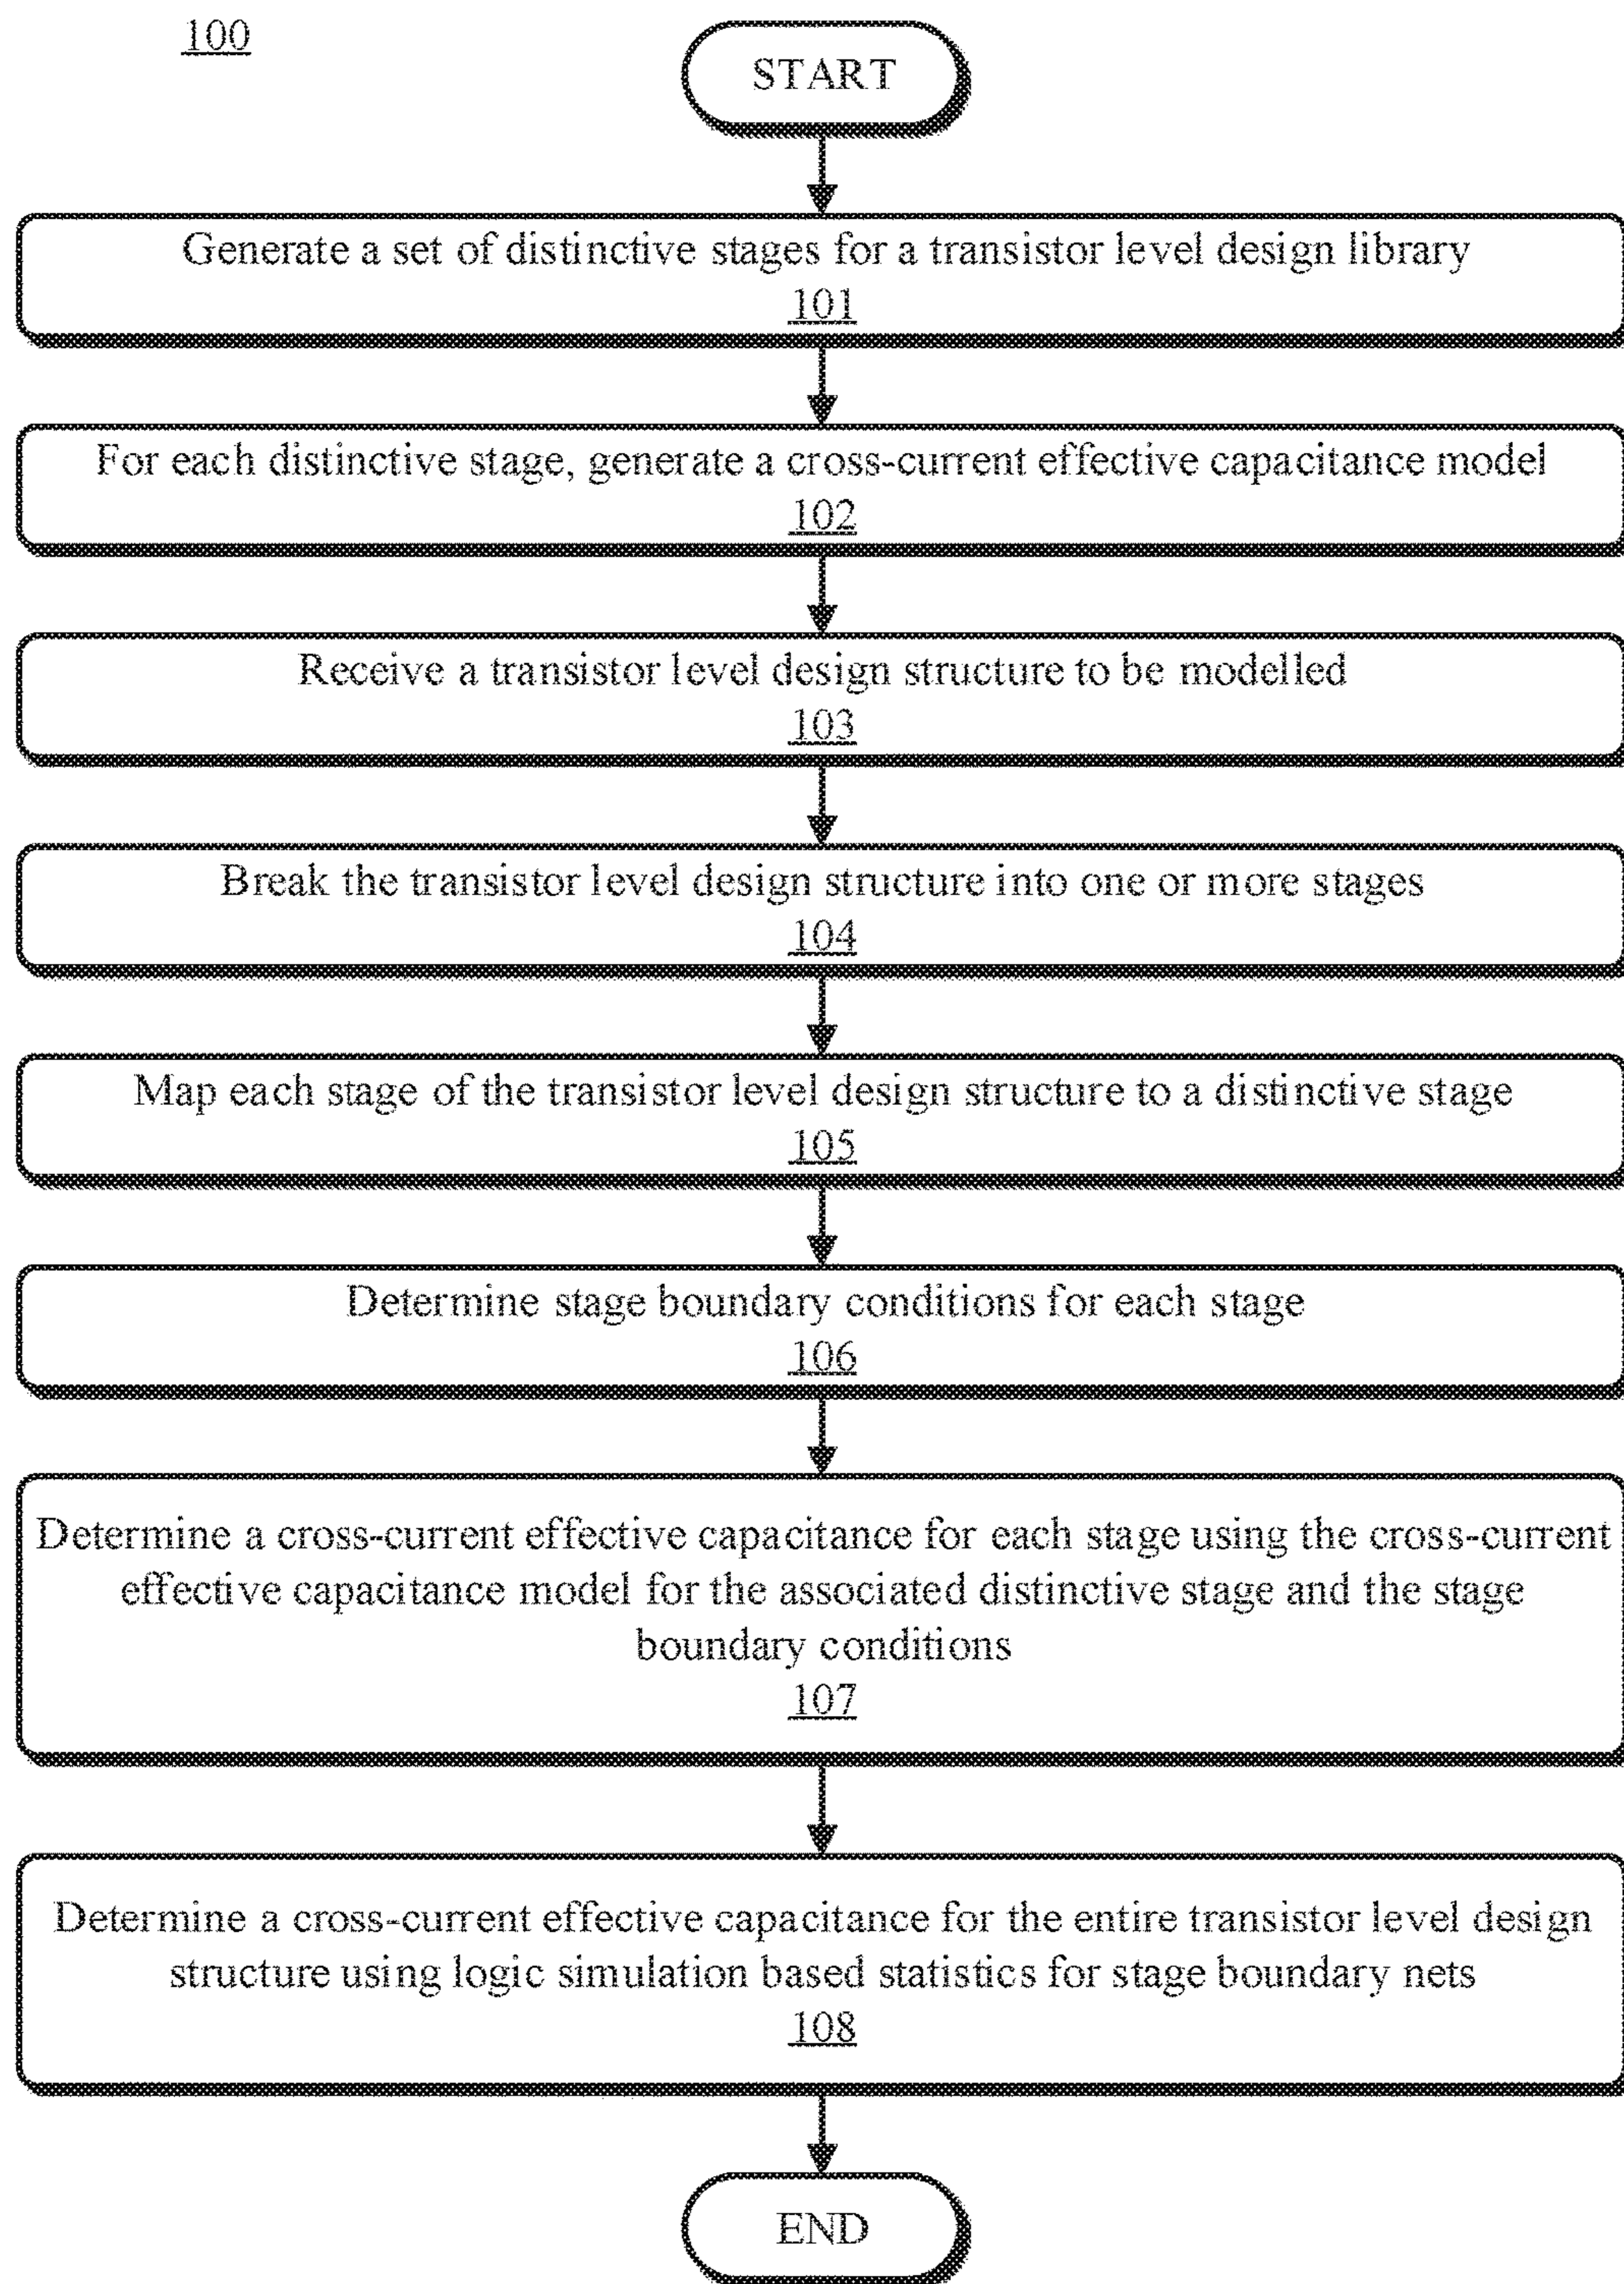 100
START
Generate a set of distinctive stages for a transistor level design library
101
For each distinctive stage, generate a cross-current effective capacitance model
102
Receive a transistor level design structure to be modelled
103
Break the transistor level design structure into one or more stages
104
Map each stage of the transistor level design structure to a distinctive stage
105
Determine stage boundary conditions for each stage
106
Determine a cross-current effective capacitance for each stage using the cross-current
effective capacitance model for the associated distinctive stage and the stage
boundary conditions
107
Determine a cross-current effective capacitance for the entire transistor level design
structure using logic simulation based statistics for stage boundary nets
108
END